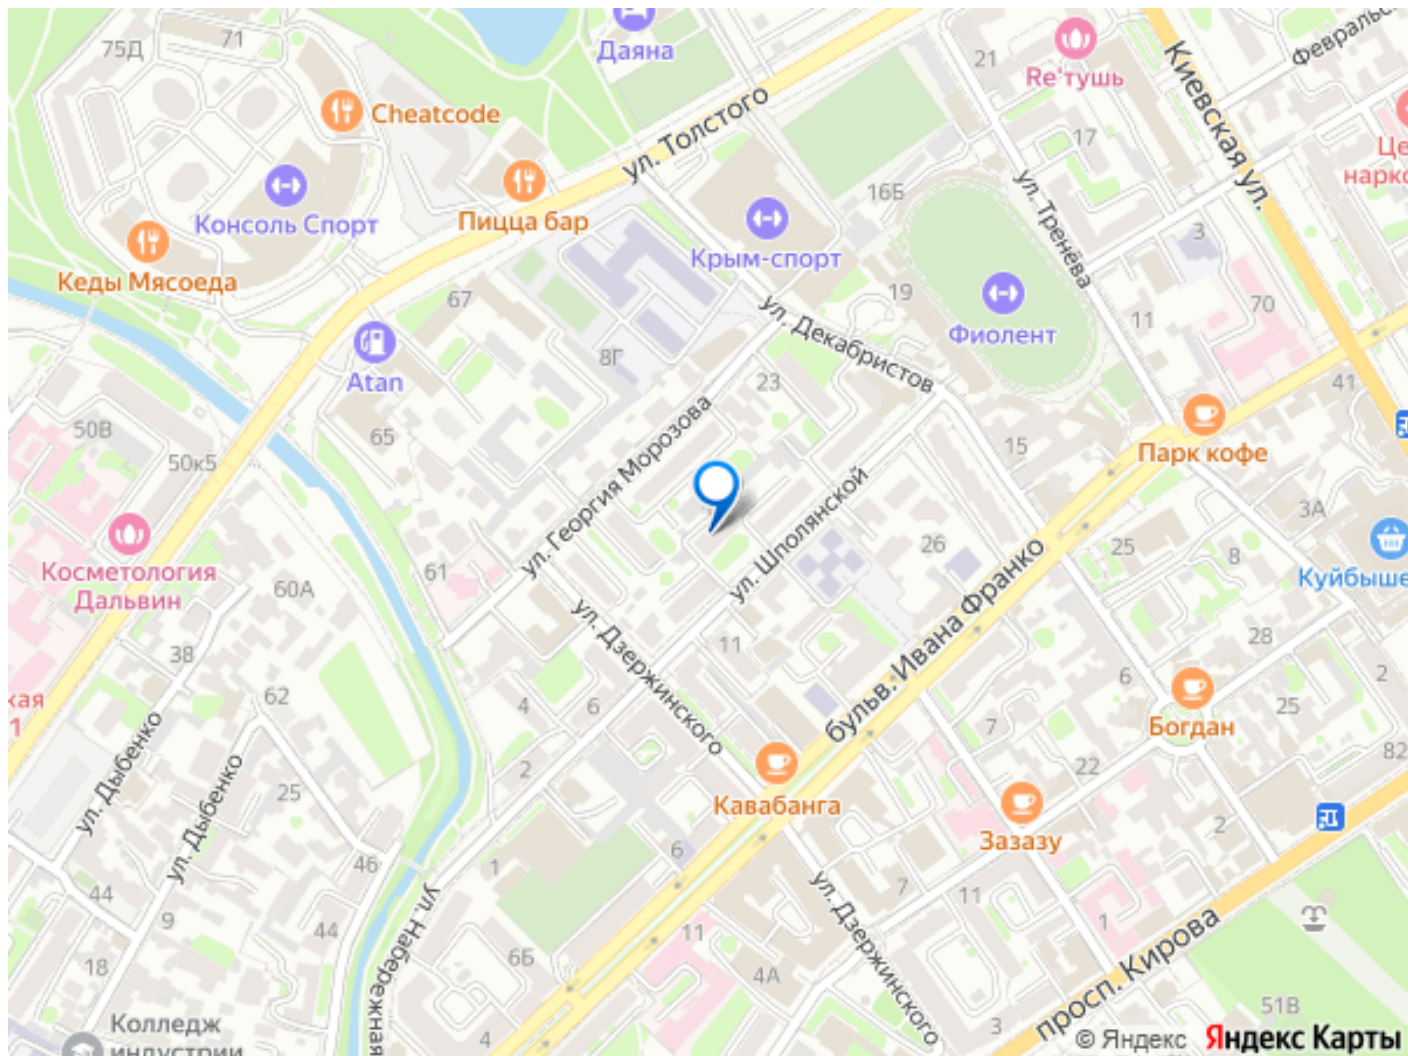 75Д
71
Даяна
21
Re'тушь
Киевская ул.
Cheatcode
ул. Толстого
17
Це
нарко
Пицца бар
16Б
ул. Тренёва
Консоль Спорт
Крым-спорт
3
Кеды Мясоеда
67
19
ул. Декабристов
Фиолент
11
70
8Г
Atan
23
41
50В
65
ул. Георгия Морозова
15
Парк кофе
50к5
ул. Шполянской
3А
26
25
8
Косметология
Дальвин
61
60А
Куйбыше
ул. Дзержинского
11
бульв. Ивана Франко
28
38
6
2
62
4
6
7
25
кая
1
Богдан
ул. Дыбенко
ул. Дыбенко
2
22
82
25
Кавабанга
Зазазу
2
46
1
6
44
ул. Набережная
ул. Дзержинского
7
11
9
44
11
1
просп. Кирова
18
6Б
4А
51В
Колледж
индустрии
4
3
© Яндекс Яндекс Карты